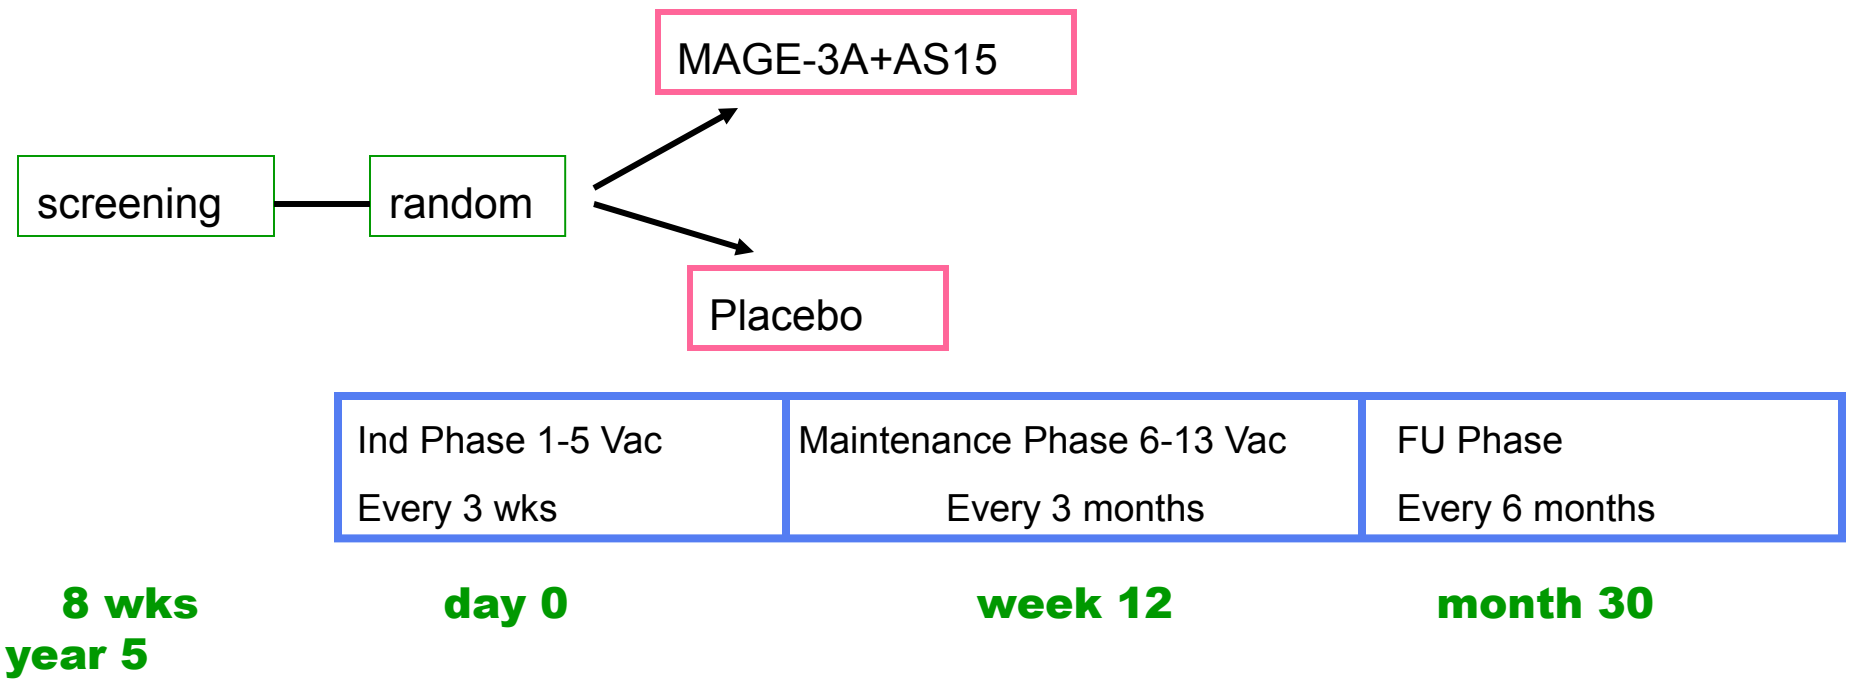 MAGE-3A+AS15
screening
random
Placebo
Ind Phase 1-5 Vac
Every 3 wks
Maintenance Phase 6-13 Vac
Every 3 months
FU Phase
Every 6 months
8 wks day 0 week 12 month 30
year 5